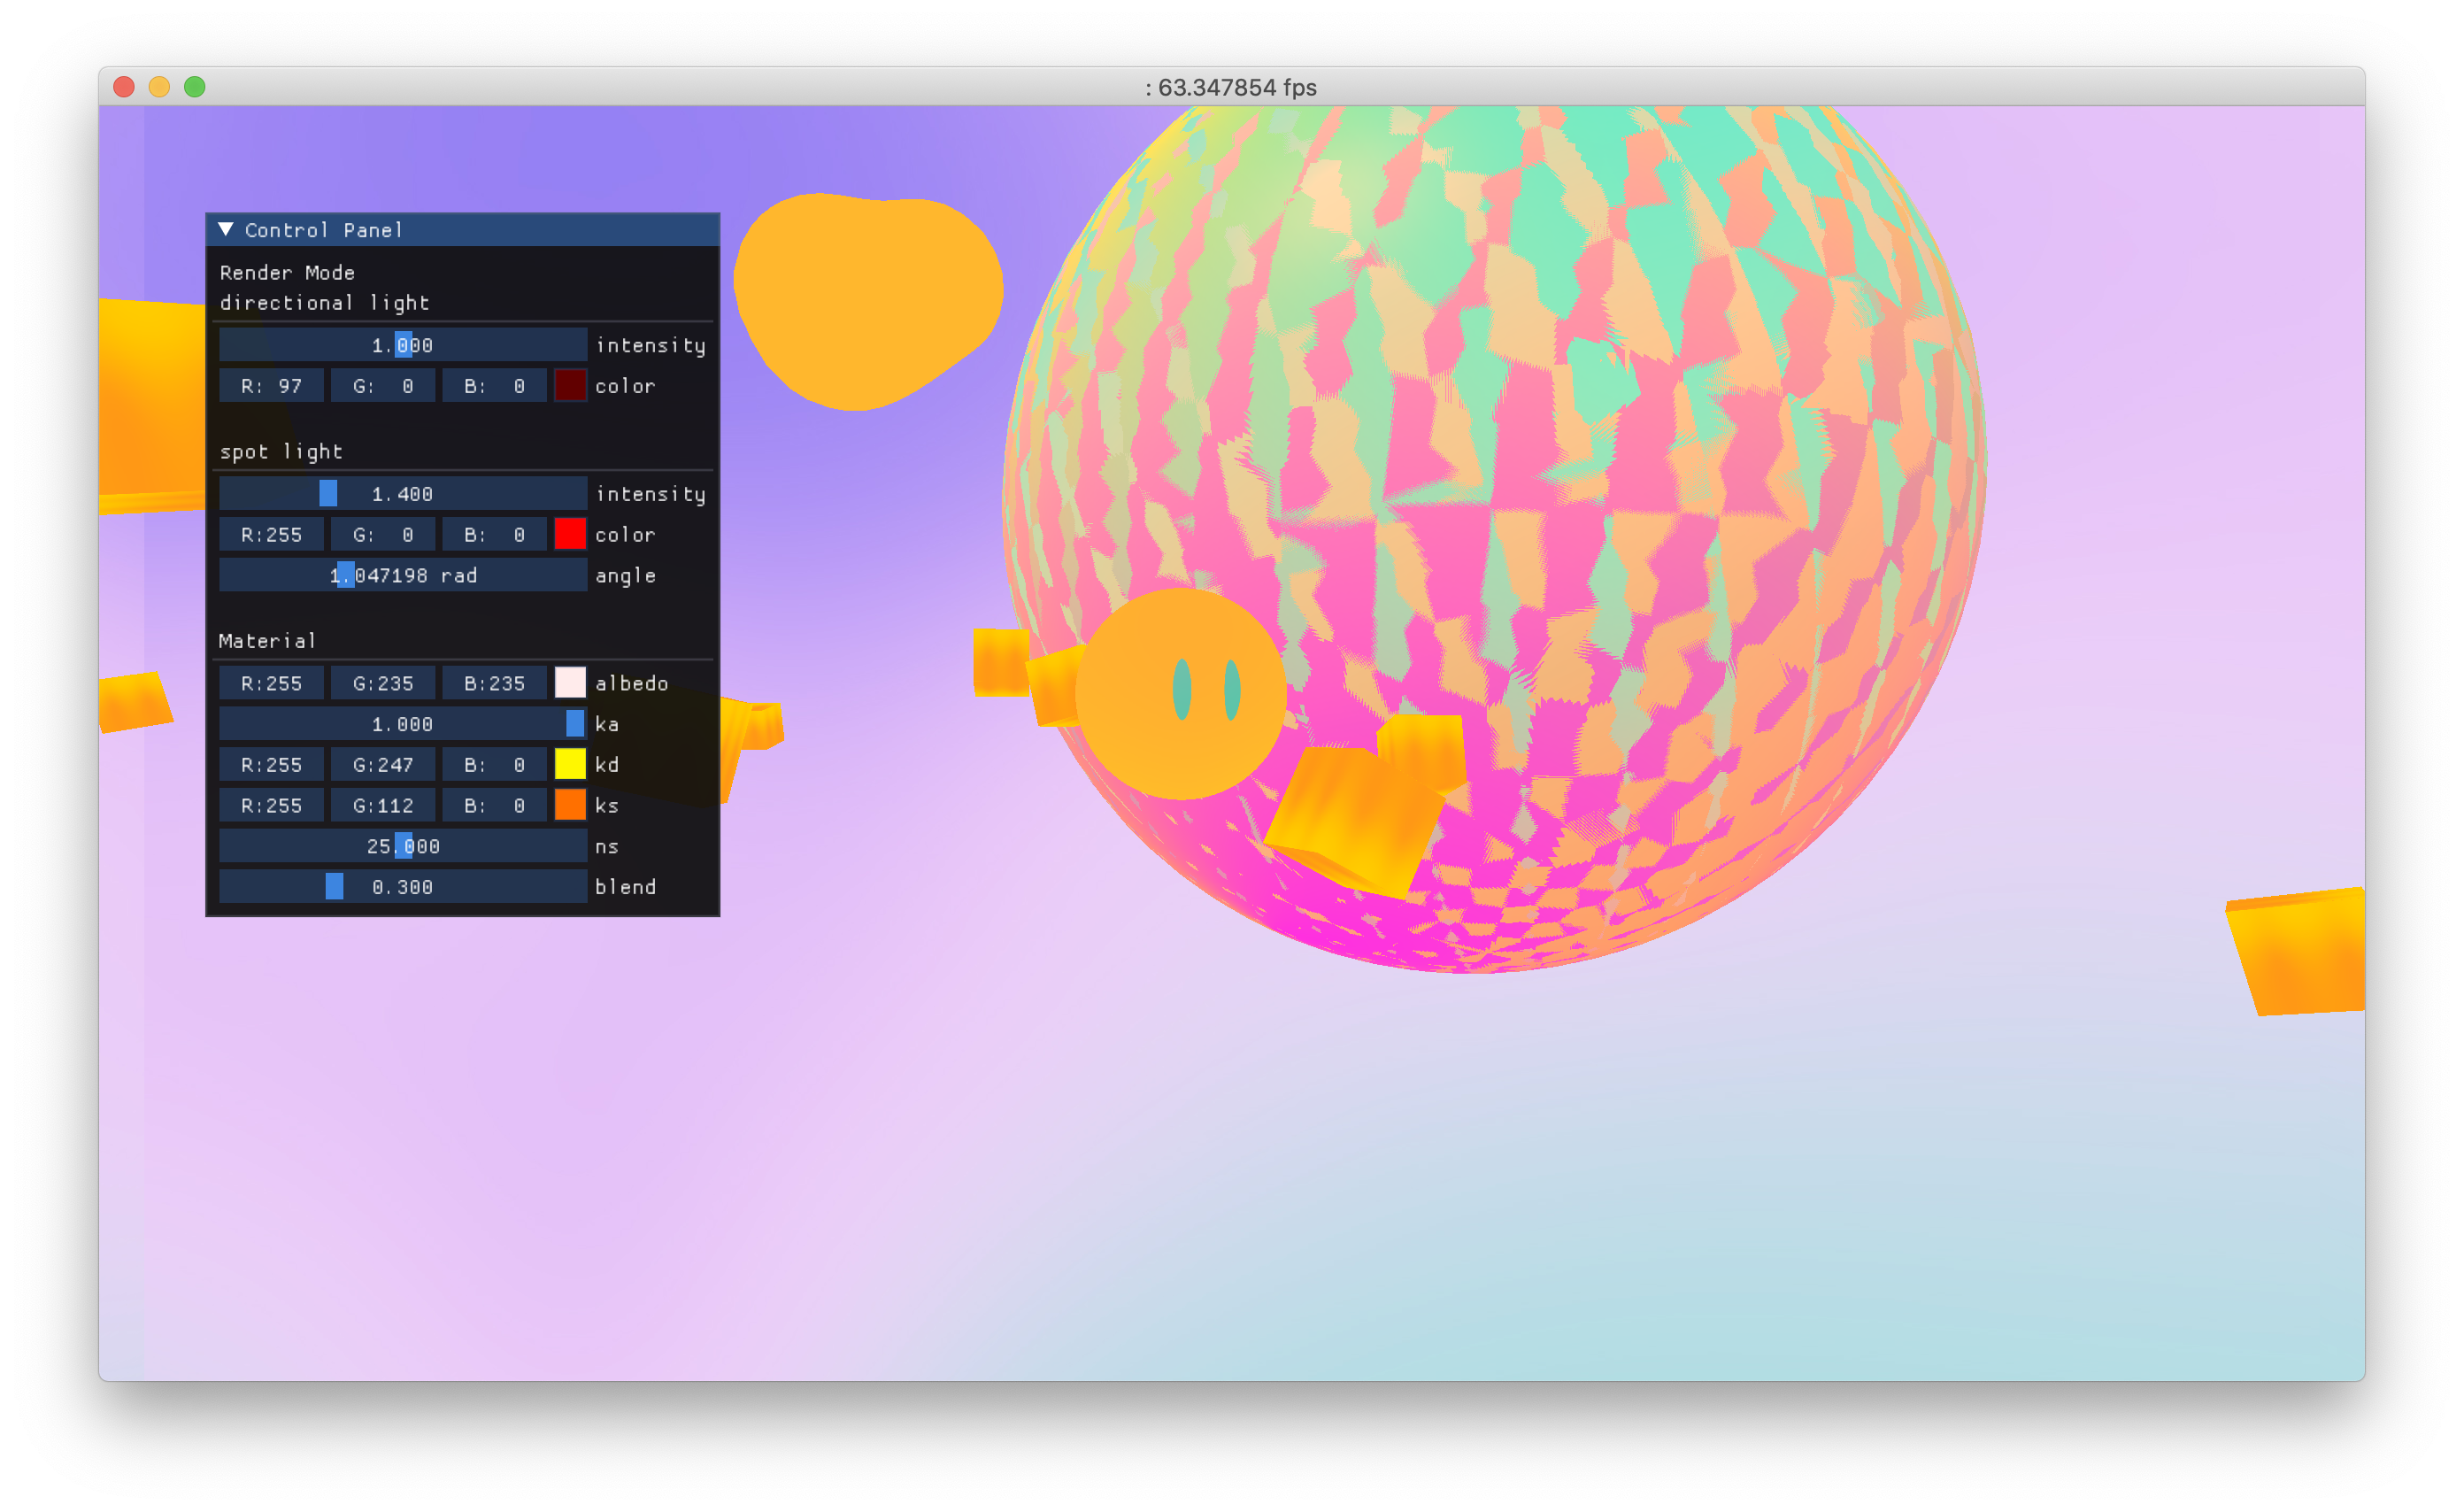 : 63.347854 fps
▼ Control Panel
Render Mode
directional light
1.000 intensity
R: 97 G: 0 B: 0 color
spot light
1.400 intensity
R:255 G: 0 B: 0 color
1.047198 rad angle
Material
R:255 G:235 B:235 albedo
1.000 ka
R:255 G:247 B: 0 kd
R:255 G:112 B: 0 ks
25.000 ns
0.300 blend